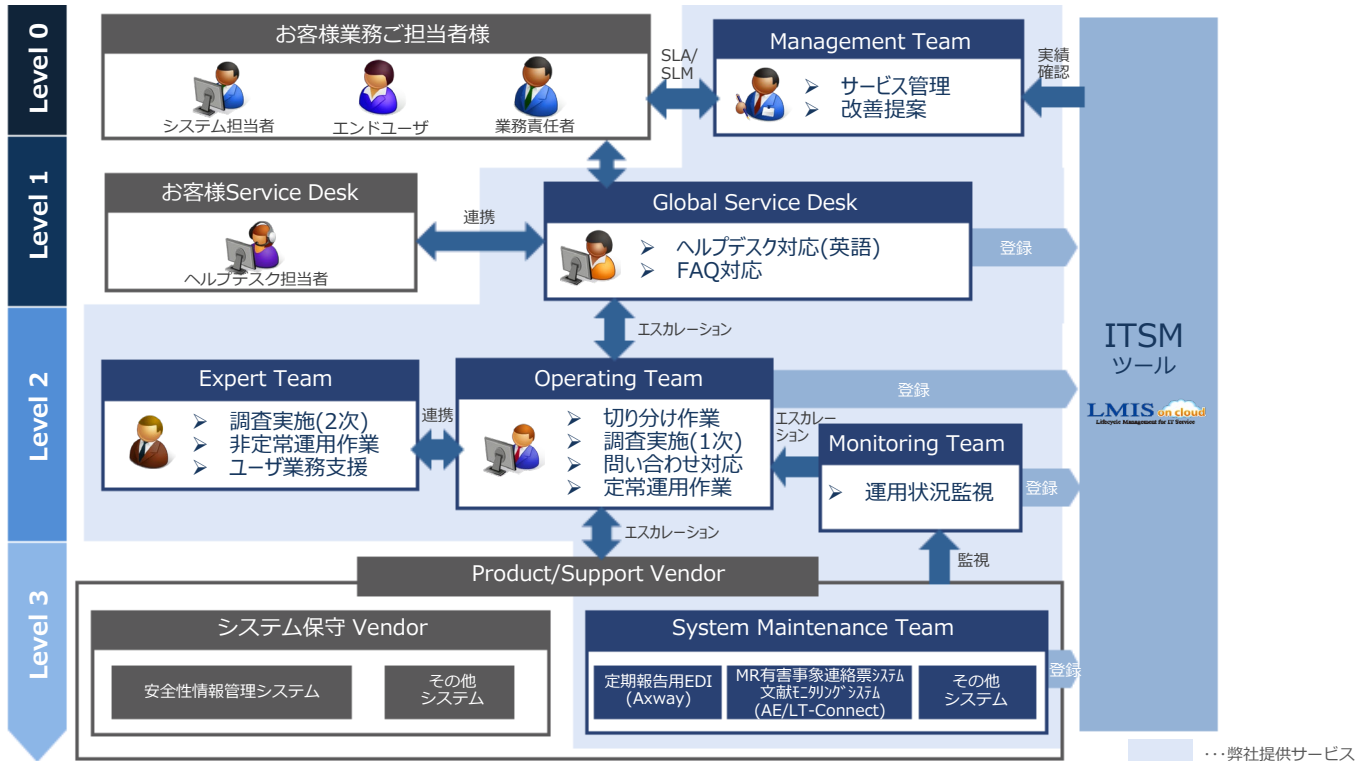 Level 0
お客様業務ご担当者様
システム担当者
エンドユーザ
業務責任者
SLA/
SLM
Management Team
➢ サービス管理
➢ 改善提案
実績
確認
Level 1
お客様Service Desk
ヘルプデスク担当者
連携
Global Service Desk
➢ ヘルプデスク対応(英語)
➢ FAQ対応
登録
エスカレーション
ITSM
ツール
LMIS on cloud
Lifecycle Management for IT Service
Level 2
Expert Team
➢ 調査実施(2次)
➢ 非定常運用作業
➢ ユーザ業務支援
連携
Operating Team
➢ 切り分け作業
➢ 調査実施(1次)
➢ 問い合わせ対応
➢ 定常運用作業
登録
エスカレー
ション
Monitoring Team
➢ 運用状況監視
登録
エスカレーション
監視
Level 3
Product/Support Vendor
システム保守 Vendor
安全性情報管理システム
その他
システム
System Maintenance Team
定期報告用EDI
(Axway)
MR有害事象連絡票システム
文献モニタリングシステム
(AE/LT-Connect)
その他
システム
登録
・・・弊社提供サービス